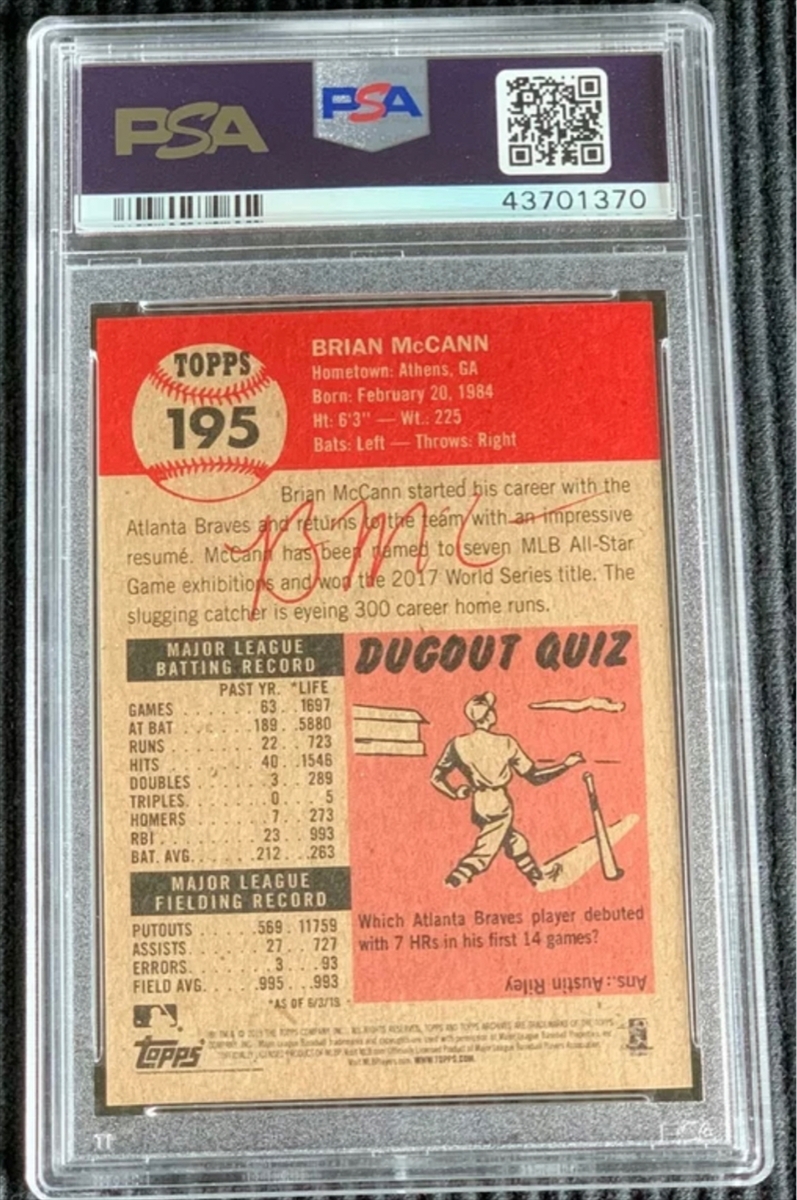 PSA
PSA
43701370
TOPPS
195
BRIAN McCANN
Hometown: Athens, GA
Born: February 20, 1984
Ht: 6'3" — Wt.: 225
Bats: Left — Throws: Right
Brian McCann started his career with the
Atlanta Braves and returns to the team with an impressive
resumé. McCann has been named to seven MLB All-Star
Game exhibitions and won the 2017 World Series title. The
slugging catcher is eyeing 300 career home runs.
MAJOR LEAGUE
BATTING RECORD
PAST YR. *LIFE
GAMES . . . . . . . 63 . .1697
AT BAT . . . . . . .189. .5880
RUNS . . . . . . . . 22 . . 723
HITS . . . . . . . . 40 . .1546
DOUBLES . . . . . . 3 . . 289
TRIPLES. . . . . . . 0 . . . 5
HOMERS . . . . . . 7 . . 273
RBI . . . . . . . . . 23 . . 993
BAT. AVG. . . . . .212 . . .263
MAJOR LEAGUE
FIELDING RECORD
PUTOUTS . . . . .569 . 11759
ASSISTS . . . . . . 27 . . 727
ERRORS. . . . . . . 3 . . .93
FIELD AVG. . . . .995 . . .993
*AS OF 6/3/19
DUGOUT QUIZ
Which Atlanta Braves player debuted
with 7 HRs in his first 14 games?
Ans.: Austin Riley
topps
WWW.TOPPS.COM